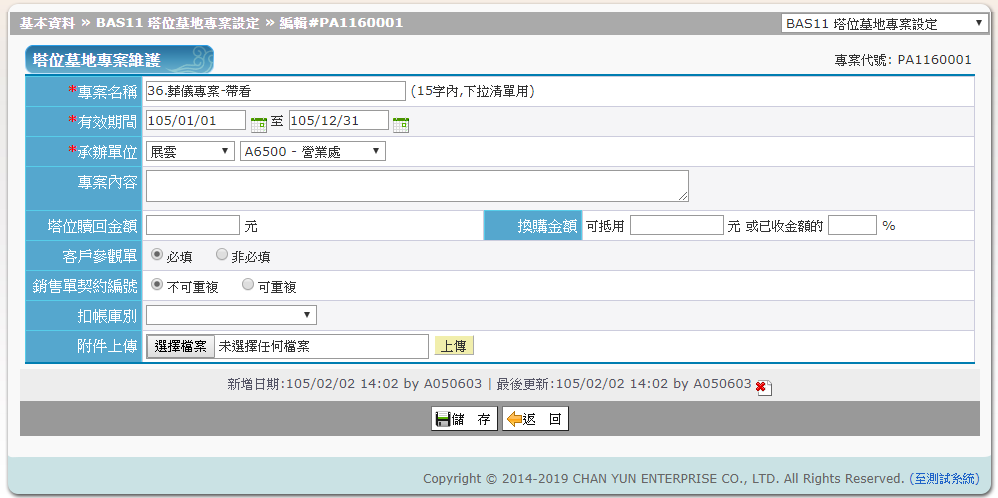 基本資料 » BAS11 塔位墓地專案設定 » 編輯#PA1160001 BAS11 塔位墓地專案設定
塔位墓地專案維護 專案代號: PA1160001
*專案名稱 36.葬儀專案-帶看 (15字內,下拉清單用)
*有效期間 105/01/01 至 105/12/31
*承辦單位 展雲 A6500 - 營業處
專案內容
塔位贖回金額 元 換購金額 可抵用 元 或已收金額的 %
客戶參觀單 必填 非必填
銷售單契約編號 不可重複 可重複
扣帳庫別
附件上傳 選擇檔案 未選擇任何檔案 上傳
新增日期:105/02/02 14:02 by A050603 | 最後更新:105/02/02 14:02 by A050603
儲 存 返 回
Copyright © 2014-2019 CHAN YUN ENTERPRISE CO., LTD. All Rights Reserved. (至測試系統)